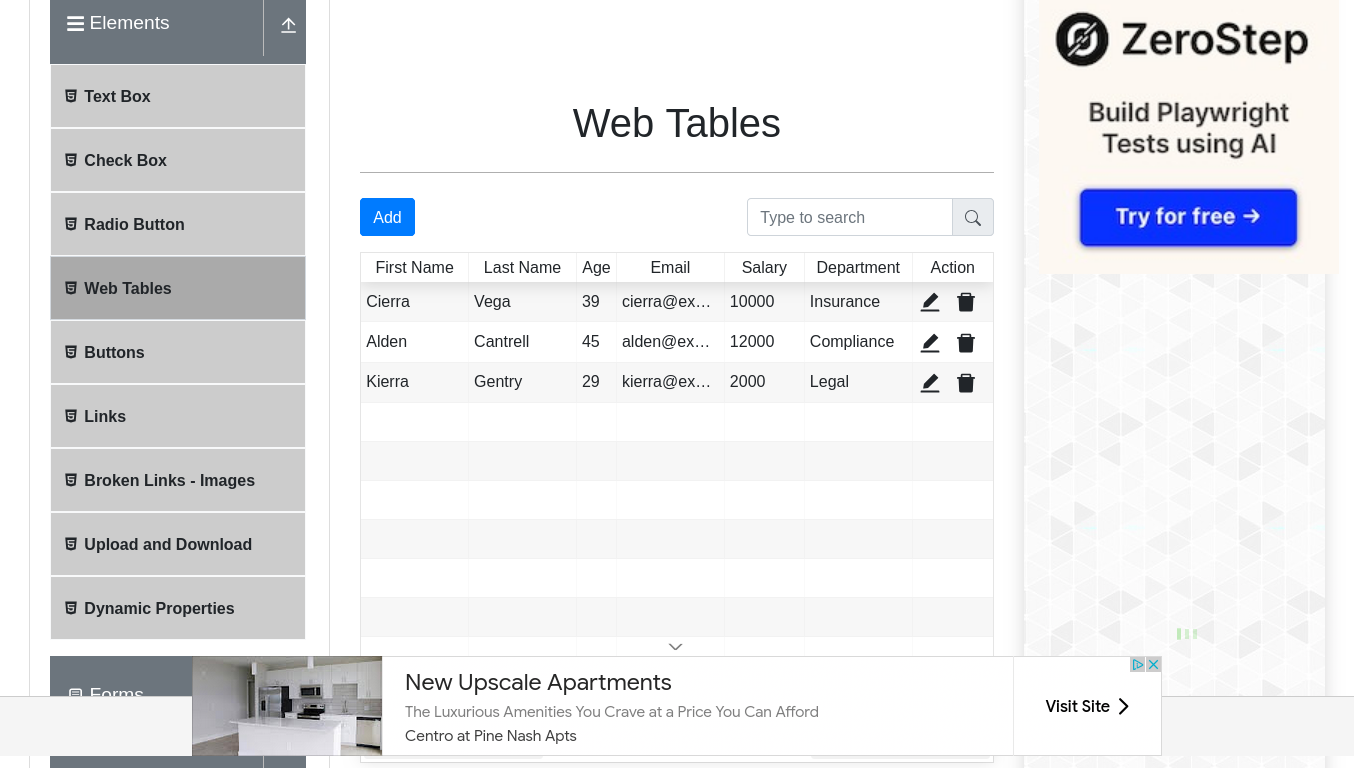 Elements
Text Box
Check Box
Radio Button
Web Tables
Buttons
Links
Broken Links - Images
Upload and Download
Dynamic Properties
Forms
Web Tables
Add
Type to search
First Name Last Name Age Email Salary Department Action
Cierra Vega 39 cierra@ex... 10000 Insurance
Alden Cantrell 45 alden@ex... 12000 Compliance
Kierra Gentry 29 kierra@ex... 2000 Legal
ZeroStep
Build Playwright
Tests using AI
Try for free →
New Upscale Apartments
The Luxurious Amenities You Crave at a Price You Can Afford
Centro at Pine Nash Apts
Visit Site